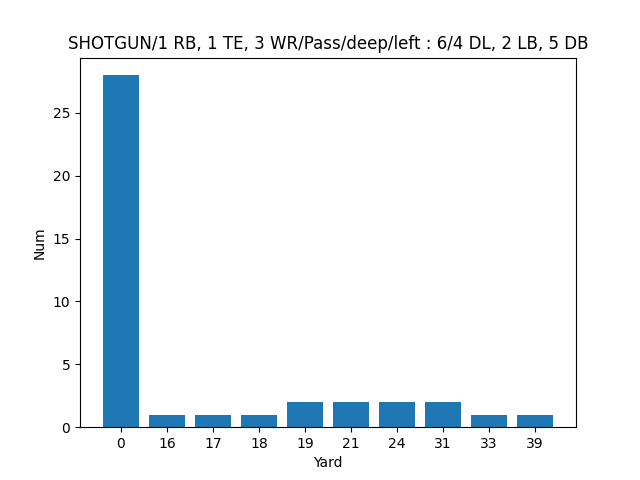 SHOTGUN/1 RB, 1 TE, 3 WR/Pass/deep/left : 6/4 DL, 2 LB, 5 DB
25
20
15
10
5
0
Num
0 16 17 18 19 21 24 31 33 39
Yard